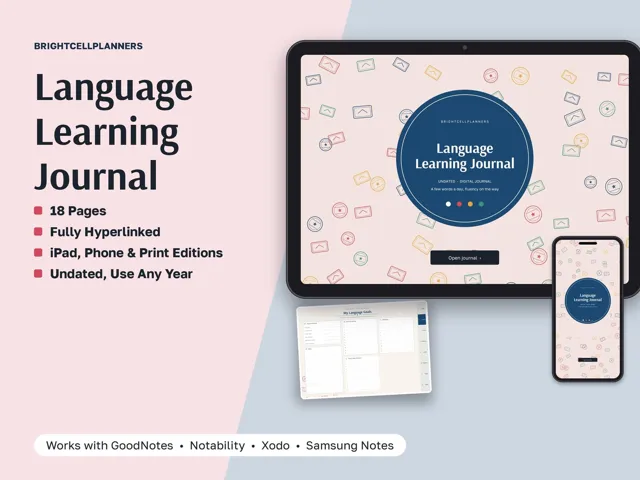 BRIGHTCELLPLANNERS
Language
Learning
Journal
18 Pages
Fully Hyperlinked
iPad, Phone & Print Editions
Undated, Use Any Year
BRIGHTCELLPLANNERS
Language
Learning Journal
UNDATED · DIGITAL JOURNAL
A few words a day, fluency on the way
Open journal ›
Language
Learning Journal
My Language Goals
Works with GoodNotes • Notability • Xodo • Samsung Notes